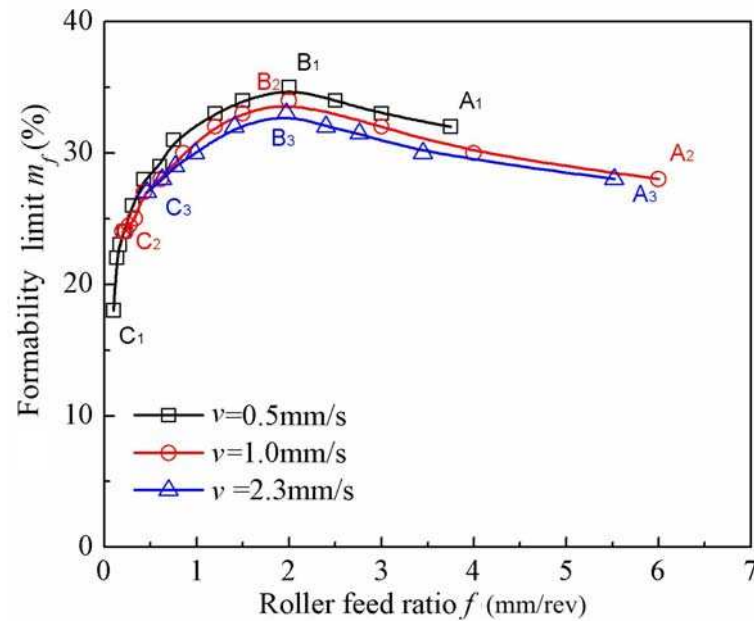 40
30
20
10
0
Formability limit m_f (%)
B₁
B₂
B₃
A₁
A₂
A₃
C₃
C₂
C₁
v=0.5mm/s
v=1.0mm/s
v =2.3mm/s
0 1 2 3 4 5 6 7
Roller feed ratio f (mm/rev)